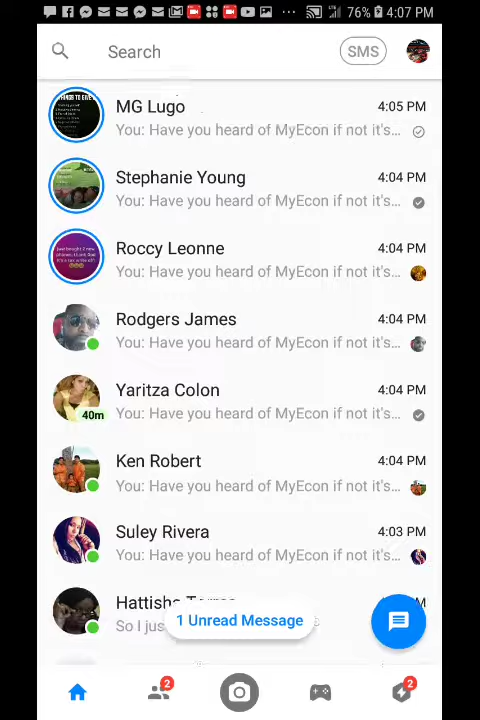 76% 4:07 PM
Search
SMS
MG Lugo 4:05 PM
You: Have you heard of MyEcon if not it's...
Stephanie Young 4:04 PM
You: Have you heard of MyEcon if not it's...
Roccy Leonne 4:04 PM
You: Have you heard of MyEcon if not it's...
Rodgers James 4:04 PM
You: Have you heard of MyEcon if not it's...
Yaritza Colon 4:04 PM
40m
You: Have you heard of MyEcon if not it's...
Ken Robert 4:04 PM
You: Have you heard of MyEcon if not it's...
Suley Rivera 4:03 PM
You: Have you heard of MyEcon if not it's...
Hattisha
So I
1 Unread Message
2
2